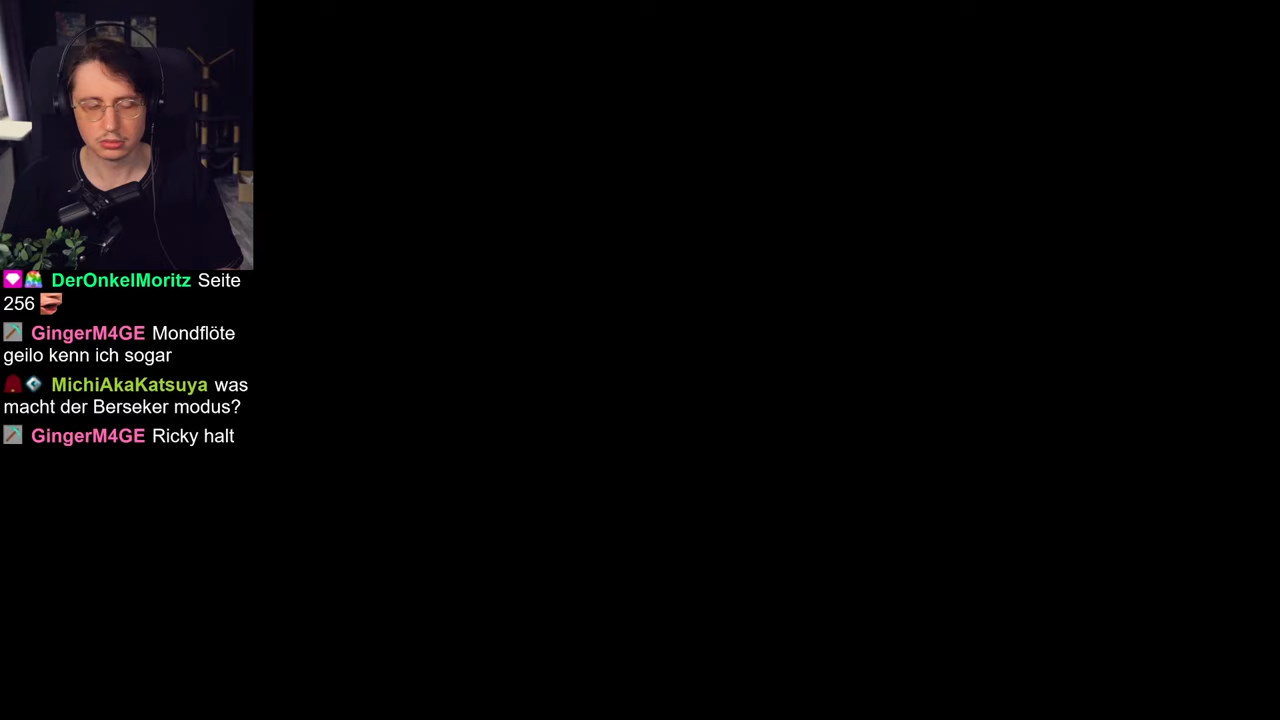 DerOnkelMoritz Seite
256
GingerM4GE Mondflöte
geilo kenn ich sogar
MichiAkaKatsuya was
macht der Berseker modus?
GingerM4GE Ricky halt